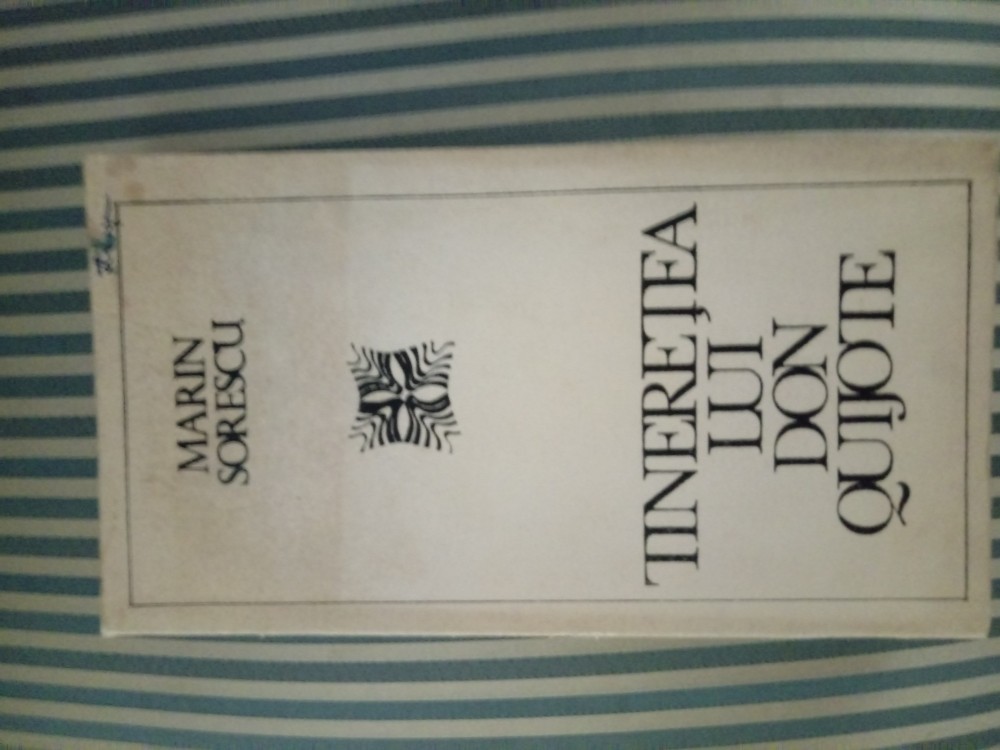 MARIN
SORESCU
TINEREȚEA
LUI
DON
QUIJOTE